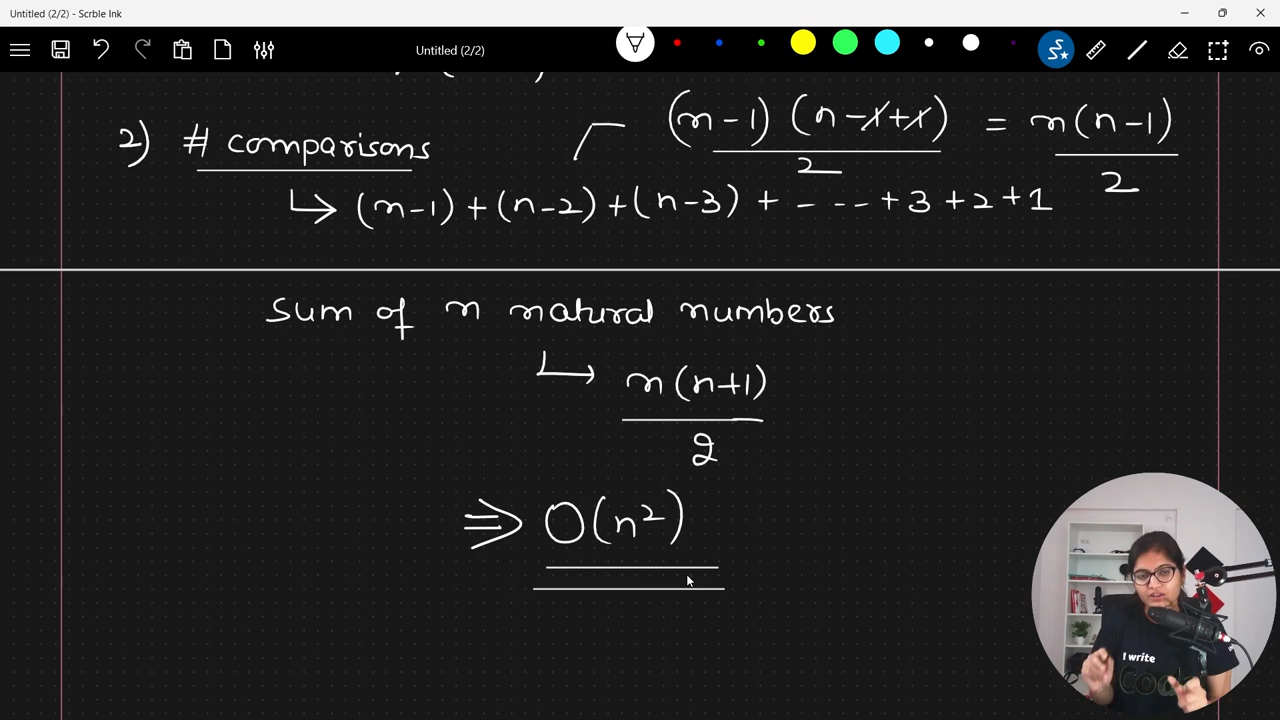 Untitled (2/2) - Scrble Ink
Untitled (2/2)
2) # comparisons
(n-1) (n-1+1) / 2 = n(n-1) / 2
↳ (n-1) + (n-2) + (n-3) + - - -- + 3 + 2 + 1
Sum of n natural numbers
↳ n(n+1) / 2
⇒ O(n²)
I write
Code